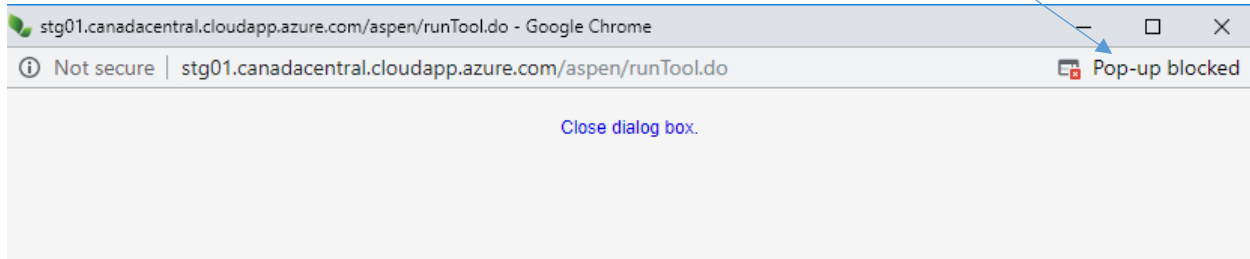 stg01.canadacentral.cloudapp.azure.com/aspen/runTool.do - Google Chrome
Not secure | stg01.canadacentral.cloudapp.azure.com/aspen/runTool.do Pop-up blocked
Close dialog box.